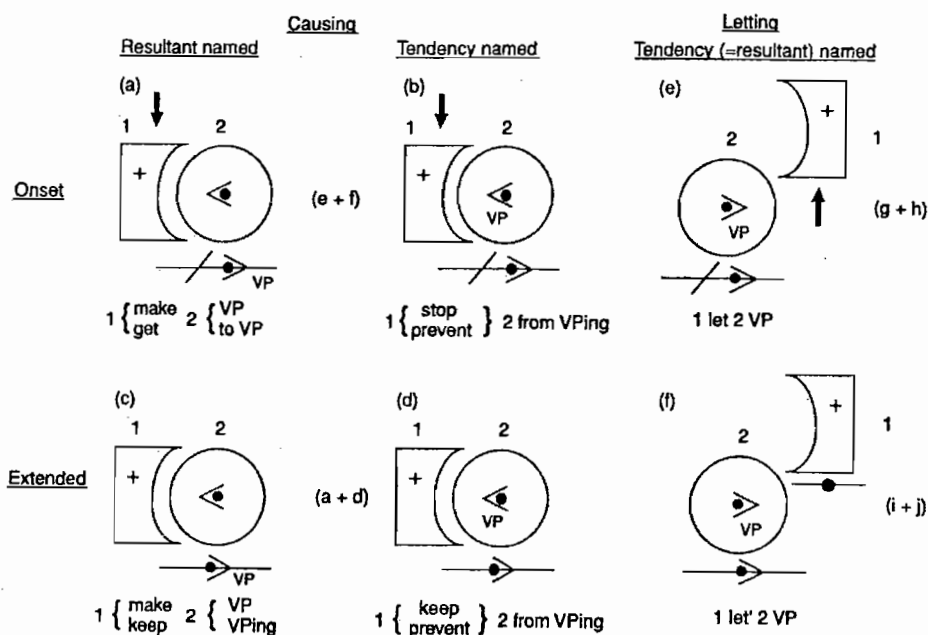 Causing
Letting
Resultant named
Tendency named
Tendency (=resultant) named
(a)
(b)
(e)
1 2
1 2
2
1
+
+
+
Onset
(e + f)
VP
VP
(g + h)
VP
1 { make get 2 { VP to VP
1 { stop prevent } 2 from VPing
1 let 2 VP
(c)
(d)
(f)
2
2
2
1
+
+
+
Extended
(a + d)
VP
VP
(i + j)
VP
1 { make keep 2 { VP VPing
1 { keep prevent } 2 from VPing
1 let' 2 VP